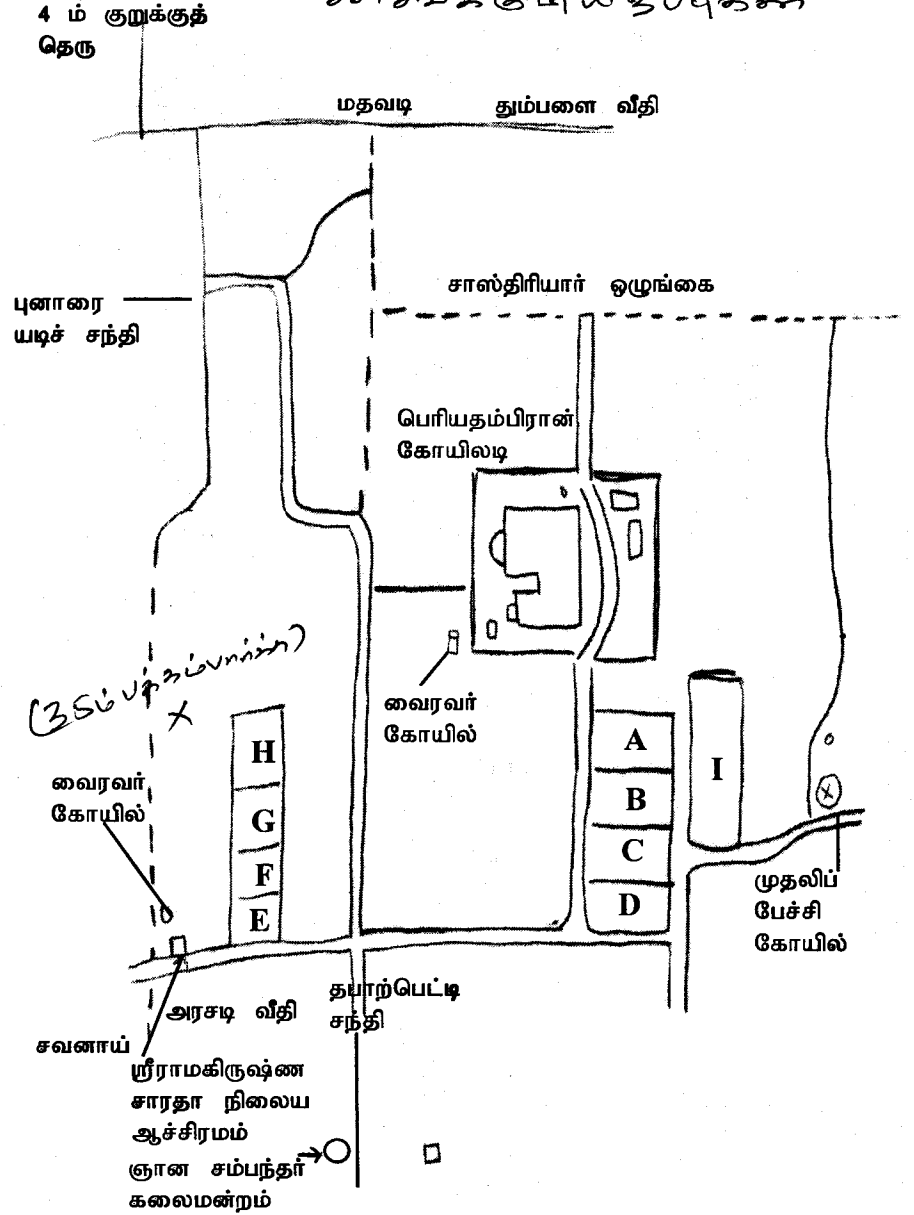 4 ம் குறுக்குத்
தெரு
மதவடி தும்பளை வீதி
சாஸ்திரியார் ஒழுங்கை
புனாரை
யடிச் சந்தி
பெரியதம்பிரான்
கோயிலடி
வைரவர்
கோயில்
X
H
G
F
E
A
B
C
D
I
X
வைரவர்
கோயில்
முதலிப்
பேச்சி
கோயில்
தபாற்பெட்டி
சந்தி
அரசடி வீதி
சவனாய்
ஸ்ரீராமகிருஷ்ண
சாரதா நிலைய
ஆச்சிரமம்
ஞான சம்பந்தர்
கலைமன்றம்